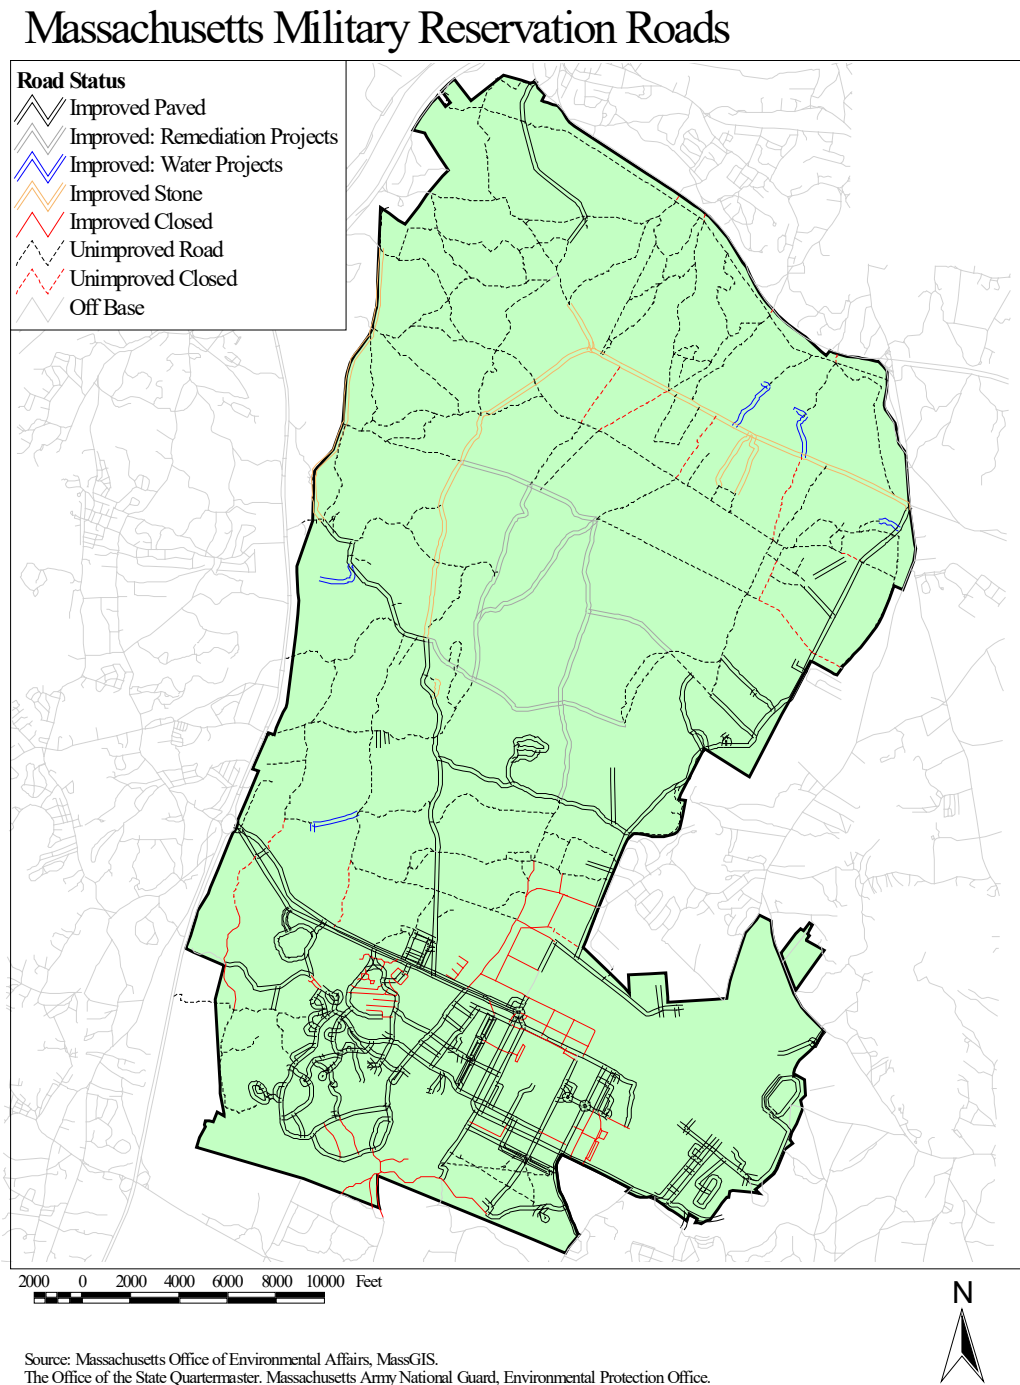 Massachusetts Military Reservation Roads
Road Status
Improved Paved
Improved: Remediation Projects
Improved: Water Projects
Improved Stone
Improved Closed
Unimproved Road
Unimproved Closed
Off Base
2000 0 2000 4000 6000 8000 10000 Feet
N
Source: Massachusetts Office of Environmental Affairs, MassGIS.
The Office of the State Quartermaster. Massachusetts Army National Guard, Environmental Protection Office.